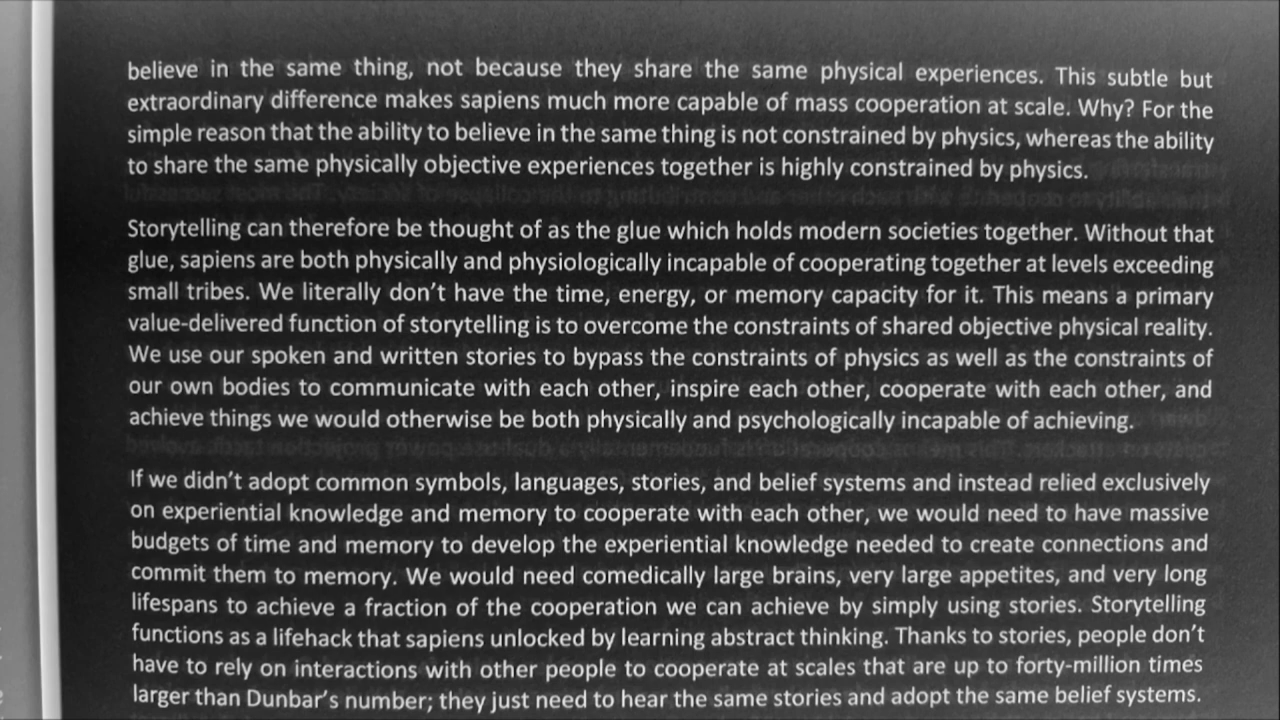 believe in the same thing, not because they share the same physical experiences. This subtle but
extraordinary difference makes sapiens much more capable of mass cooperation at scale. Why? For the
simple reason that the ability to believe in the same thing is not constrained by physics, whereas the ability
to share the same physically objective experiences together is highly constrained by physics.
Storytelling can therefore be thought of as the glue which holds modern societies together. Without that
glue, sapiens are both physically and physiologically incapable of cooperating together at levels exceeding
small tribes. We literally don’t have the time, energy, or memory capacity for it. This means a primary
value-delivered function of storytelling is to overcome the constraints of shared objective physical reality.
We use our spoken and written stories to bypass the constraints of physics as well as the constraints of
our own bodies to communicate with each other, inspire each other, cooperate with each other, and
achieve things we would otherwise be both physically and psychologically incapable of achieving.
If we didn’t adopt common symbols, languages, stories, and belief systems and instead relied exclusively
on experiential knowledge and memory to cooperate with each other, we would need to have massive
budgets of time and memory to develop the experiential knowledge needed to create connections and
commit them to memory. We would need comedically large brains, very large appetites, and very long
lifespans to achieve a fraction of the cooperation we can achieve by simply using stories. Storytelling
functions as a lifehack that sapiens unlocked by learning abstract thinking. Thanks to stories, people don’t
have to rely on interactions with other people to cooperate at scales that are up to forty-million times
larger than Dunbar’s number; they just need to hear the same stories and adopt the same belief systems.